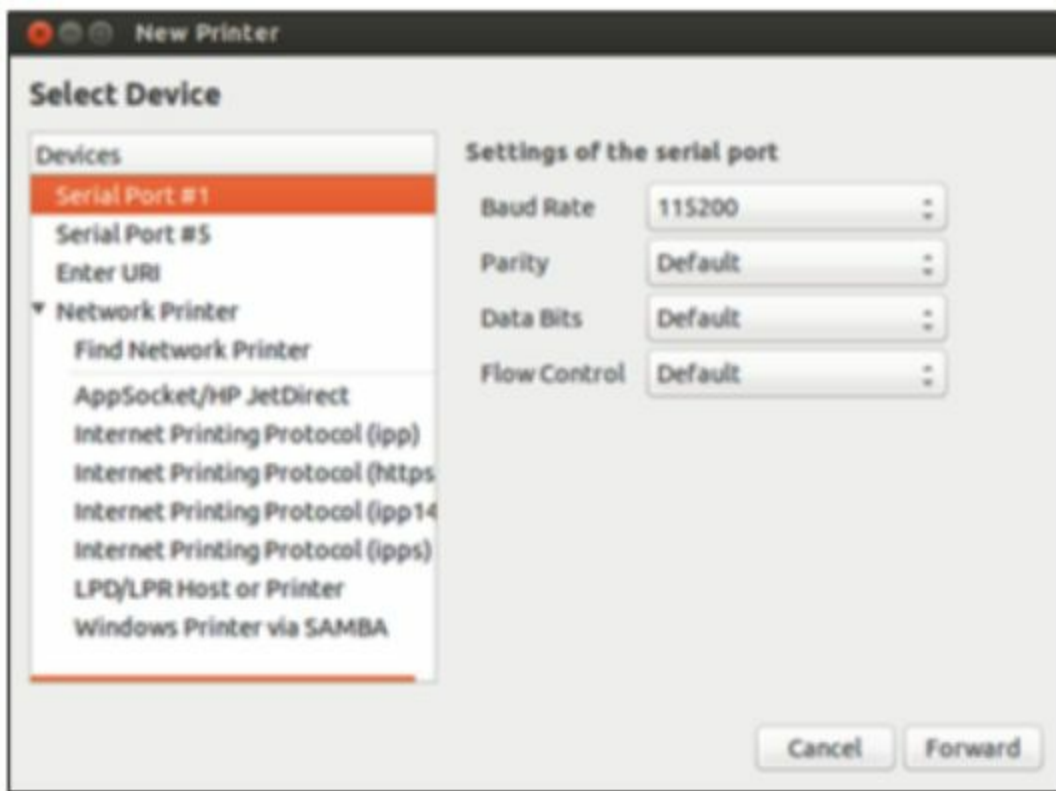 New Printer
Select Device
Devices
Serial Port #1
Serial Port #5
Enter URI
Network Printer
Find Network Printer
AppSocket/HP JetDirect
Internet Printing Protocol (ipp)
Internet Printing Protocol (https
Internet Printing Protocol (ipp14
Internet Printing Protocol (ipps)
LPD/LPR Host or Printer
Windows Printer via SAMBA
Settings of the serial port
Baud Rate 115200
Parity Default
Data Bits Default
Flow Control Default
Cancel Forward